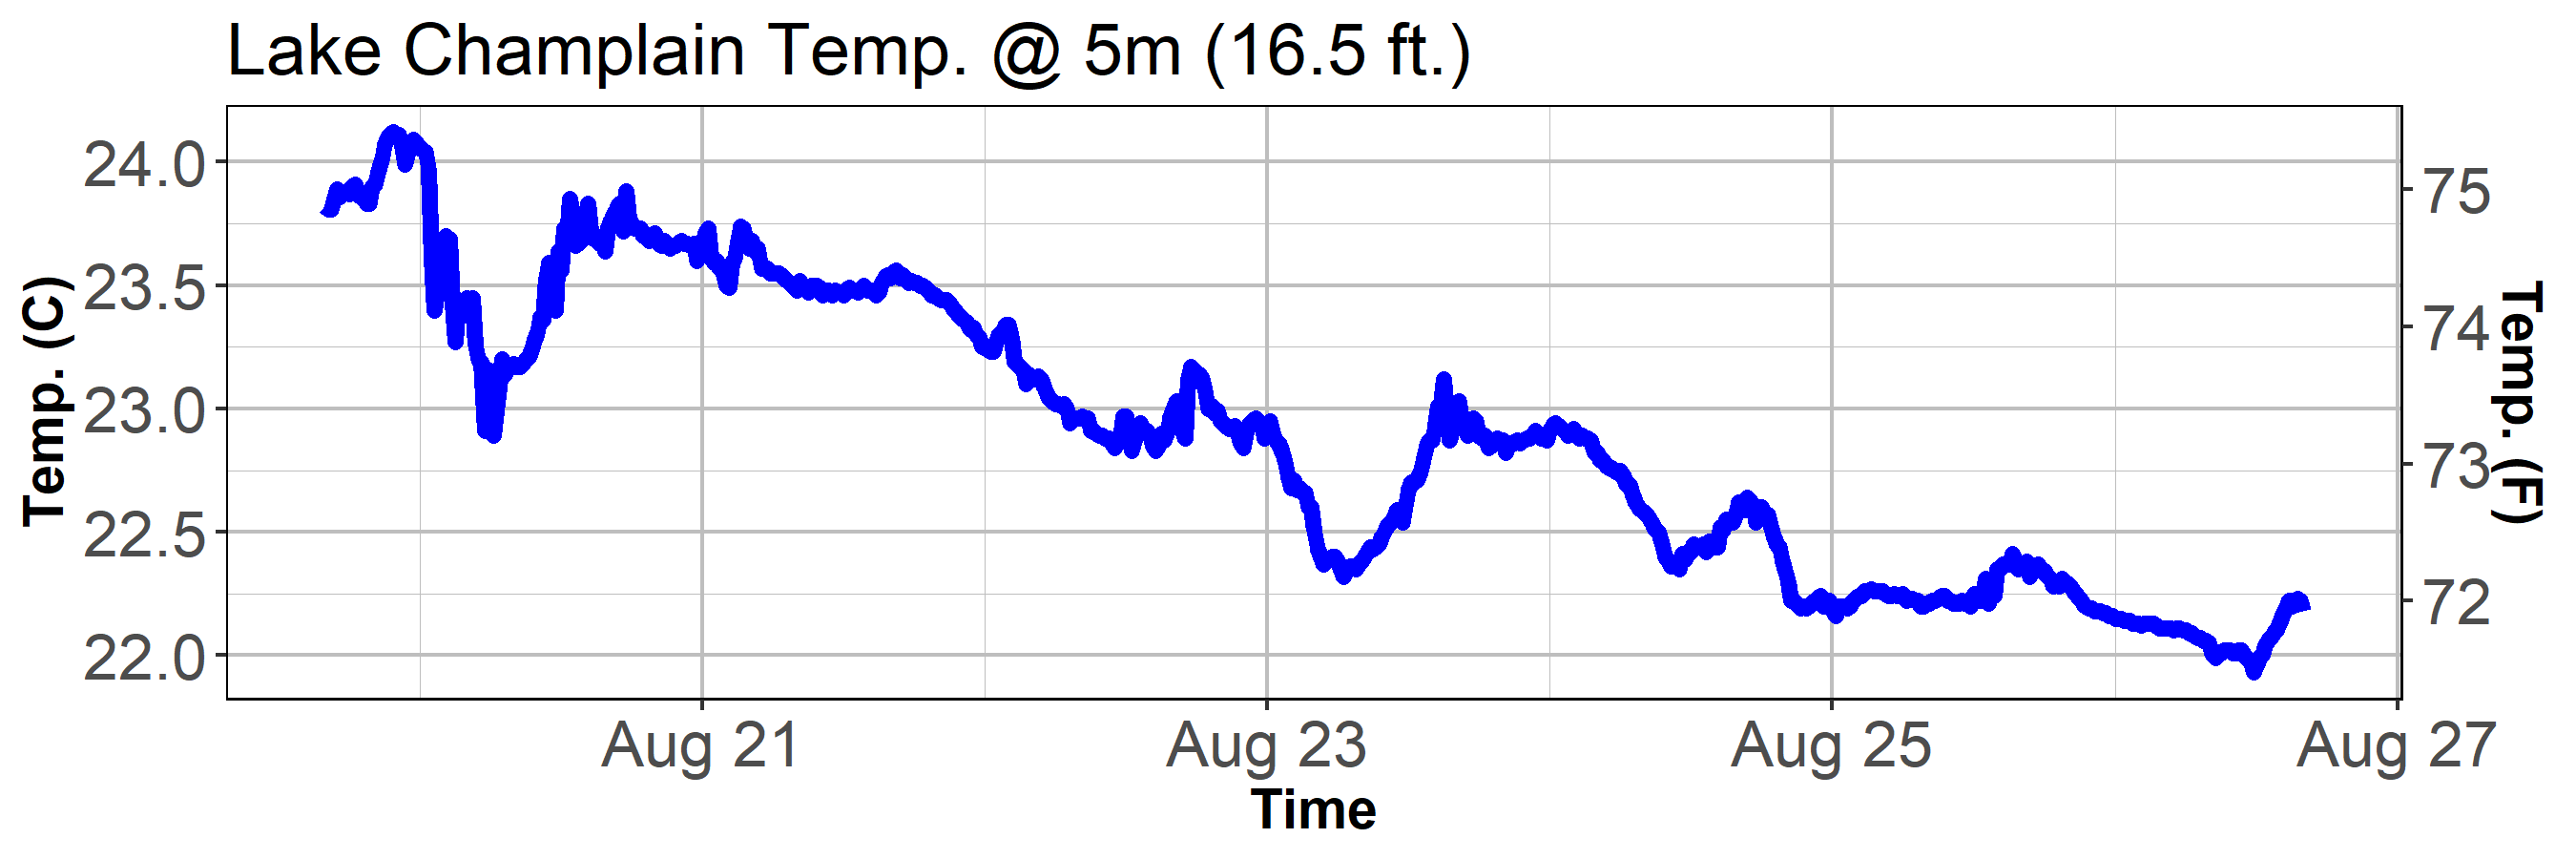 Lake Champlain Temp. @ 5m (16.5 ft.)
Temp. (C)
24.0
23.5
23.0
22.5
22.0
75
74
73
72
Temp. (F)
Aug 21 Aug 23 Aug 25 Aug 27
Time